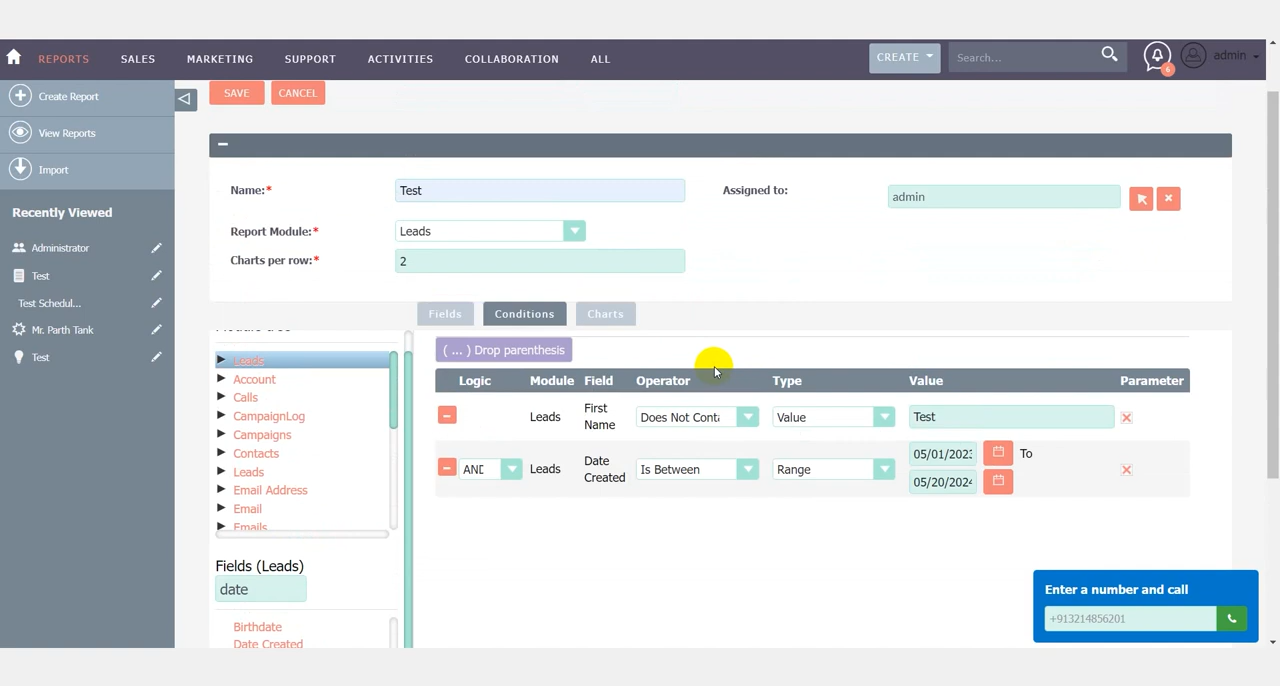 REPORTS SALES MARKETING SUPPORT ACTIVITIES COLLABORATION ALL CREATE Search... 6 admin
Create Report
View Reports
Import
Recently Viewed
Administrator
Test
Test Schedul...
Mr. Parth Tank
Test
SAVE CANCEL
Name:* Test Assigned to: admin
Report Module:* Leads
Charts per row:* 2
Fields Conditions Charts
Leads
Account
Calls
CampaignLog
Campaigns
Contacts
Leads
Email Address
Email
Emails
Fields (Leads)
date
Birthdate
Date Created
( ... ) Drop parenthesis
Logic Module Field Operator Type Value Parameter
Leads First Name Does Not Conta Value Test
AND Leads Date Created Is Between Range 05/01/2023 To
05/20/2024
Enter a number and call
+913214856201